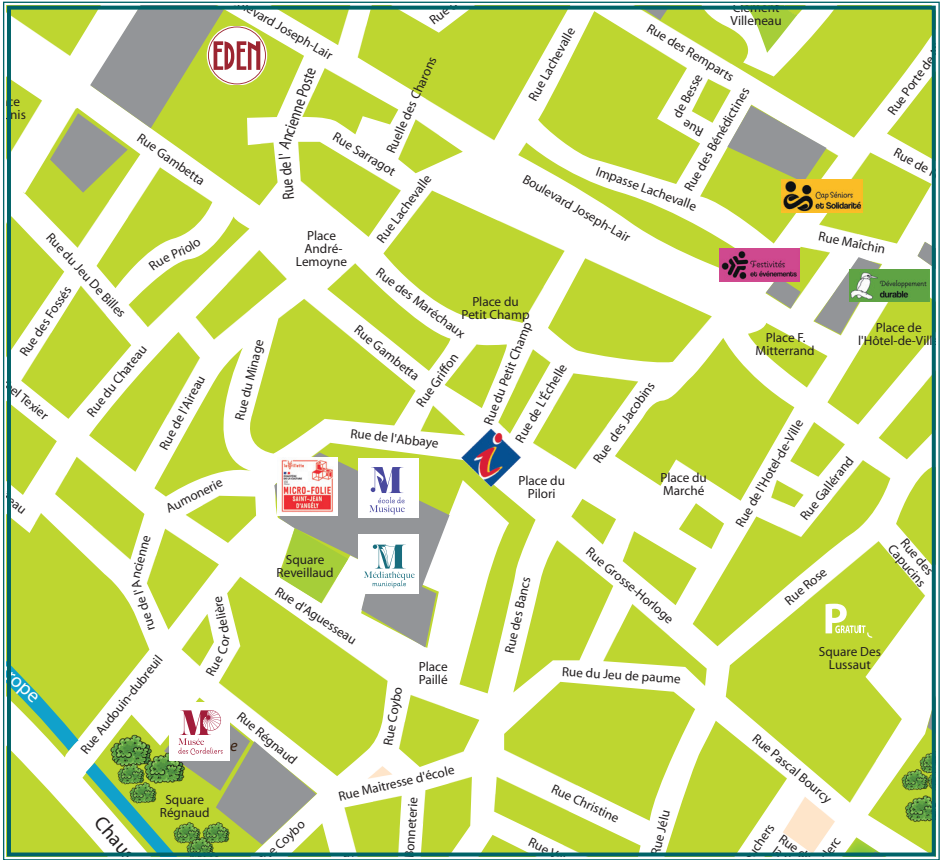 Clément
Villeneau
EDEN
Boulevard Joseph-Lair
Rue des Remparts
Rue Lachevalle
Rue Porte de
Rue de l' Ancienne Poste
Ruelle des Charons
Rue de Besse
Rue des Bénédictines
Rue Gambetta
Rue Sarragot
Impasse Lachevalle
Rue de
Cap Séniors
et Solidarité
Boulevard Joseph-Lair
Rue Lachevalle
Rue Maîchin
Place
André-
Lemoyne
Rue Priolo
Rue du Jeu De Billes
Festivités
et événements
Développement
durable
Rue des Maréchaux
Place du
Petit Champ
Rue des Fossés
Place F.
Mitterrand
Place de
l'Hôtel-de-Vill
Rue Gambetta
Rue du Minage
Rue du Chateau
Rue de l'Aireau
Rue Griffon
Rue du Petit Champ
Rue de L'Échelle
Rue des Jacobins
Rue de l'Abbaye
Rue de l'Hotel-de-Ville
Rue Gallérand
Place du
Pilori
Place du
Marché
MICRO-FOLIE
SAINT-JEAN
D'ANGÉLY
M
école de
Musique
Aumonerie
rue de l'Ancienne
M
Médiathèque
municipale
Square
Reveillaud
Rue d'Aguesseau
Rue des Bancs
Rue Grosse-Horloge
Rue Rose
Rue des
Capucins
P
GRATUIT
Square Des
Lussaut
Rue Cordelière
Place
Paillé
Rue du Jeu de paume
Rue Audouin-dubreuil
Rue Coybo
M
Musée
des Cordeliers
Rue Régnaud
Rue Pascal Bourcy
Rue Maitresse d'école
Square
Régnaud
Rue Christine
Rue Jélu
Bonneterie